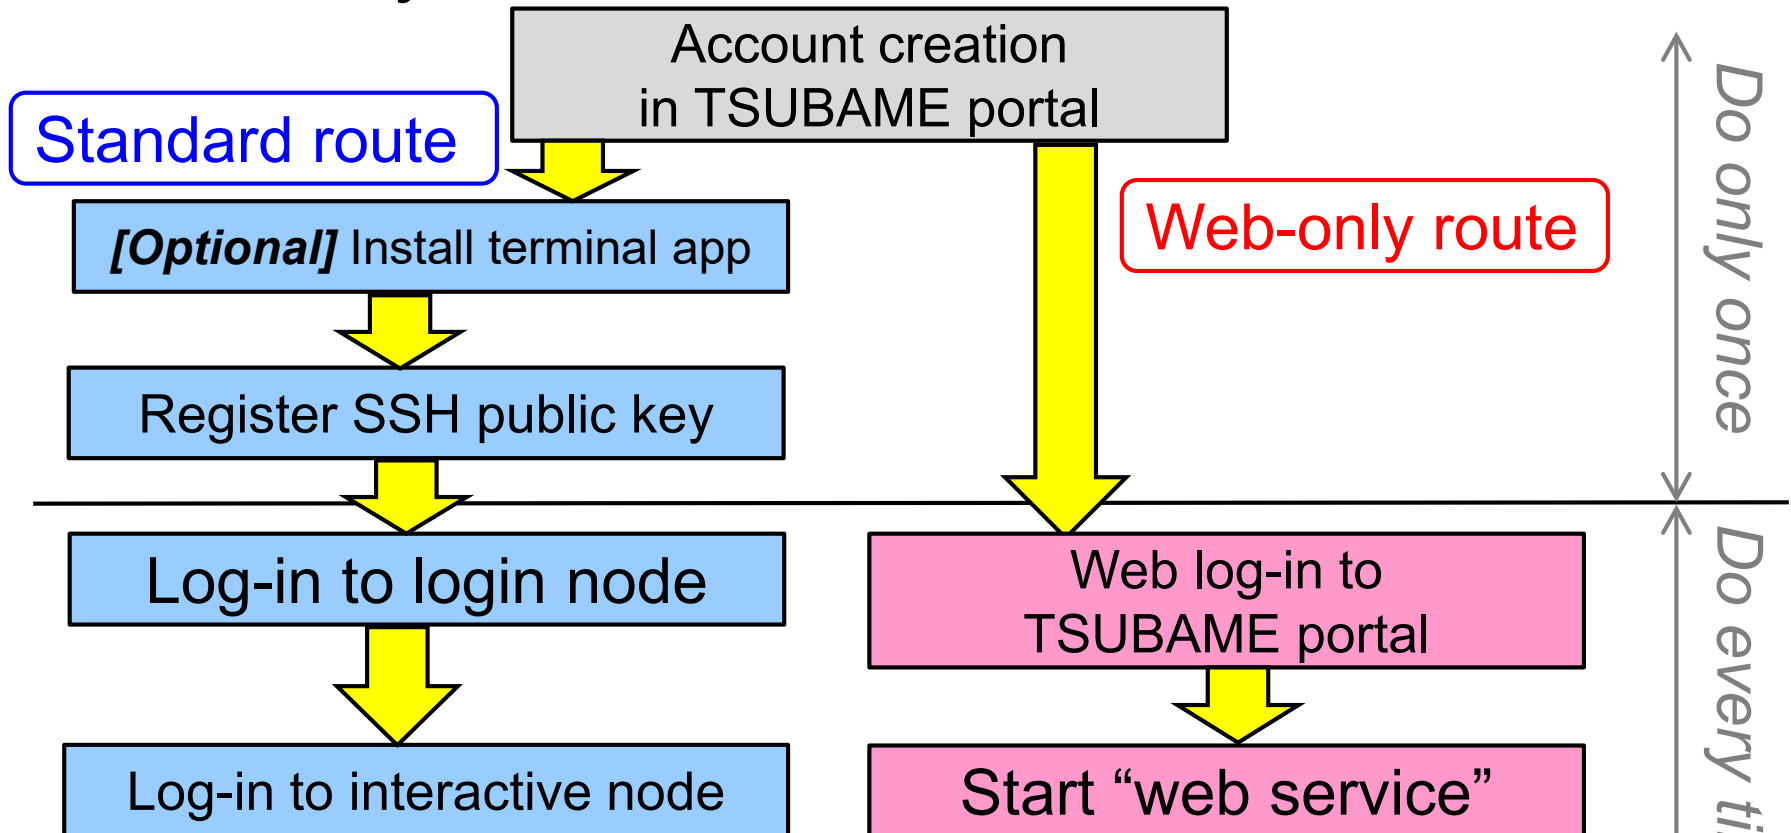 Account creation
in TSUBAME portal
Standard route
Web-only route
[Optional] Install terminal app
Register SSH public key
Do only once
Log-in to login node
Web log-in to
TSUBAME portal
Log-in to interactive node
Start “web service”
Do every